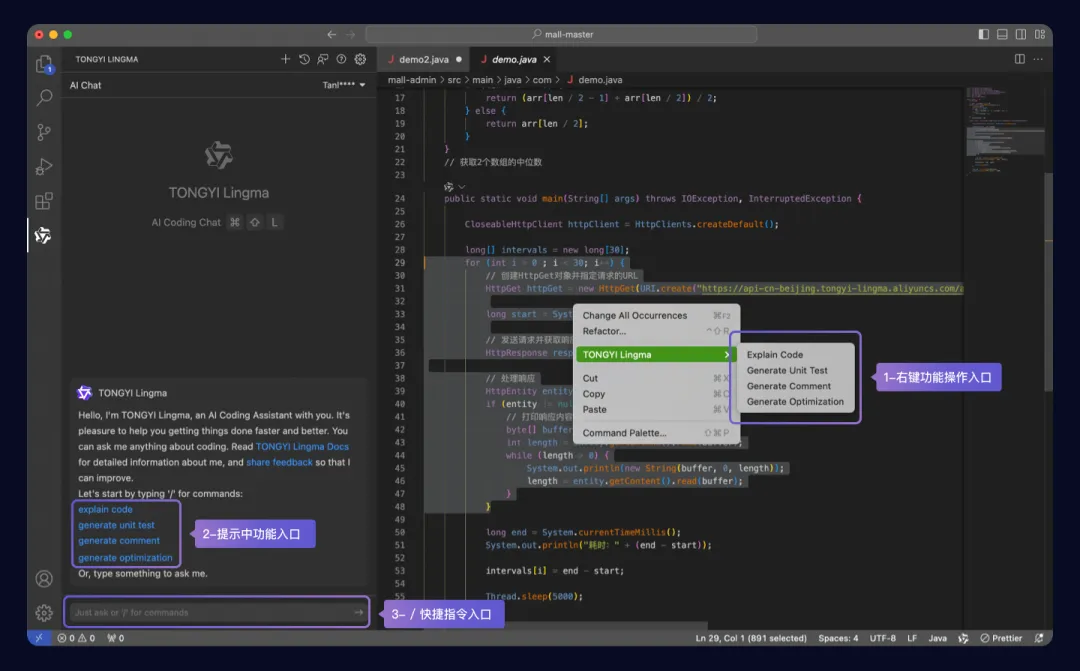 mall-master
TONGYI LINGMA
AI Chat
Tanl****
TONGYI Lingma
AI Coding Chat ⌘ ⇧ L
TONGYI Lingma
Hello, I'm TONGYI Lingma, an AI Coding Assistant with you. It's
pleasure to help you getting things done faster and better. You
can ask me anything about coding. Read TONGYI Lingma Docs
for detailed information about me, and share feedback so that I
can improve.
Let's start by typing '/' for commands:
explain code
generate unit test
generate comment
generate optimization
Or, type something to ask me.
2-提示中功能入口
Just ask or '/' for commands
3- / 快捷指令入口
demo2.java
demo.java
mall-admin > src > main > java > com > demo.java
17 return (arr[len / 2 - 1] + arr[len / 2]) / 2;
18 } else {
19 return arr[len / 2];
20 }
21 }
22 // 获取2个数组的中位数
23
24 public static void main(String[] args) throws IOException, InterruptedException {
25
26 CloseableHttpClient httpClient = HttpClients.createDefault();
27
28 long[] intervals = new long[30];
29 for (int i = 0 ; i < 30; i++) {
30 // 创建HttpGet对象并指定请求的URL
31 HttpGet httpGet = new HttpGet(URI.create("https://api-cn-beijing.tongyi-lingma.aliyuncs.com/a
32
33 long start = Syst
34
35 // 发送请求并获取响
36 HttpResponse resp
37
38 // 处理响应
39 HttpEntity entity
40 if (entity != nul
41 // 打印响应内容
42 byte[] buffer
43 int length =
44 while (length > 0) {
45 System.out.println(new String(buffer, 0, length));
46 length = entity.getContent().read(buffer);
47 }
48 }
49
50 long end = System.currentTimeMillis();
51 System.out.println("耗时: " + (end - start));
52
53 intervals[i] = end - start;
54
55 Thread.sleep(5000);
Change All Occurrences ⌘F2
Refactor... ⌃⇧R
TONGYI Lingma
Cut ⌘X
Copy ⌘C
Paste ⌘V
Command Palette... ⇧⌘P
Explain Code
Generate Unit Test
Generate Comment
Generate Optimization
1-右键功能操作入口
0 0 0
Ln 29, Col 1 (891 selected) Spaces: 4 UTF-8 LF Java Prettier